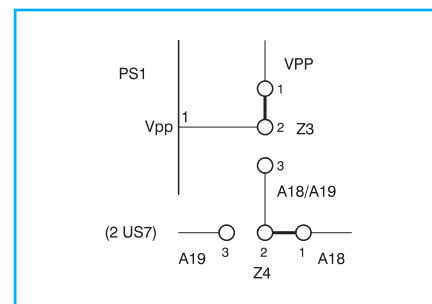 VPP
PS1
1
Vpp 1 2 Z3
3
A18/A19
(2 US7)
A19 3 2 1 A18
Z4